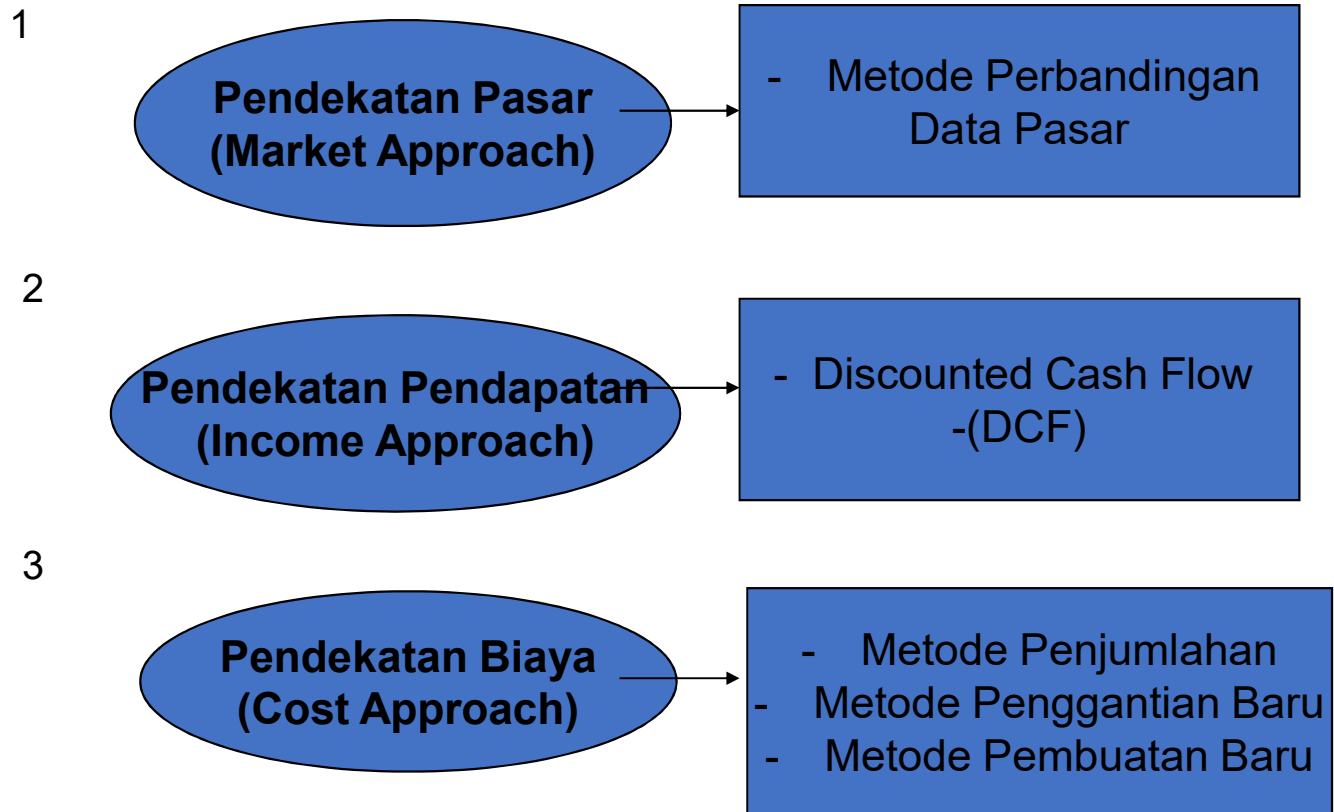 1
Pendekatan Pasar
(Market Approach)
- Metode Perbandingan
Data Pasar
2
Pendekatan Pendapatan
(Income Approach)
- Discounted Cash Flow
-(DCF)
3
Pendekatan Biaya
(Cost Approach)
- Metode Penjumlahan
- Metode Penggantian Baru
- Metode Pembuatan Baru